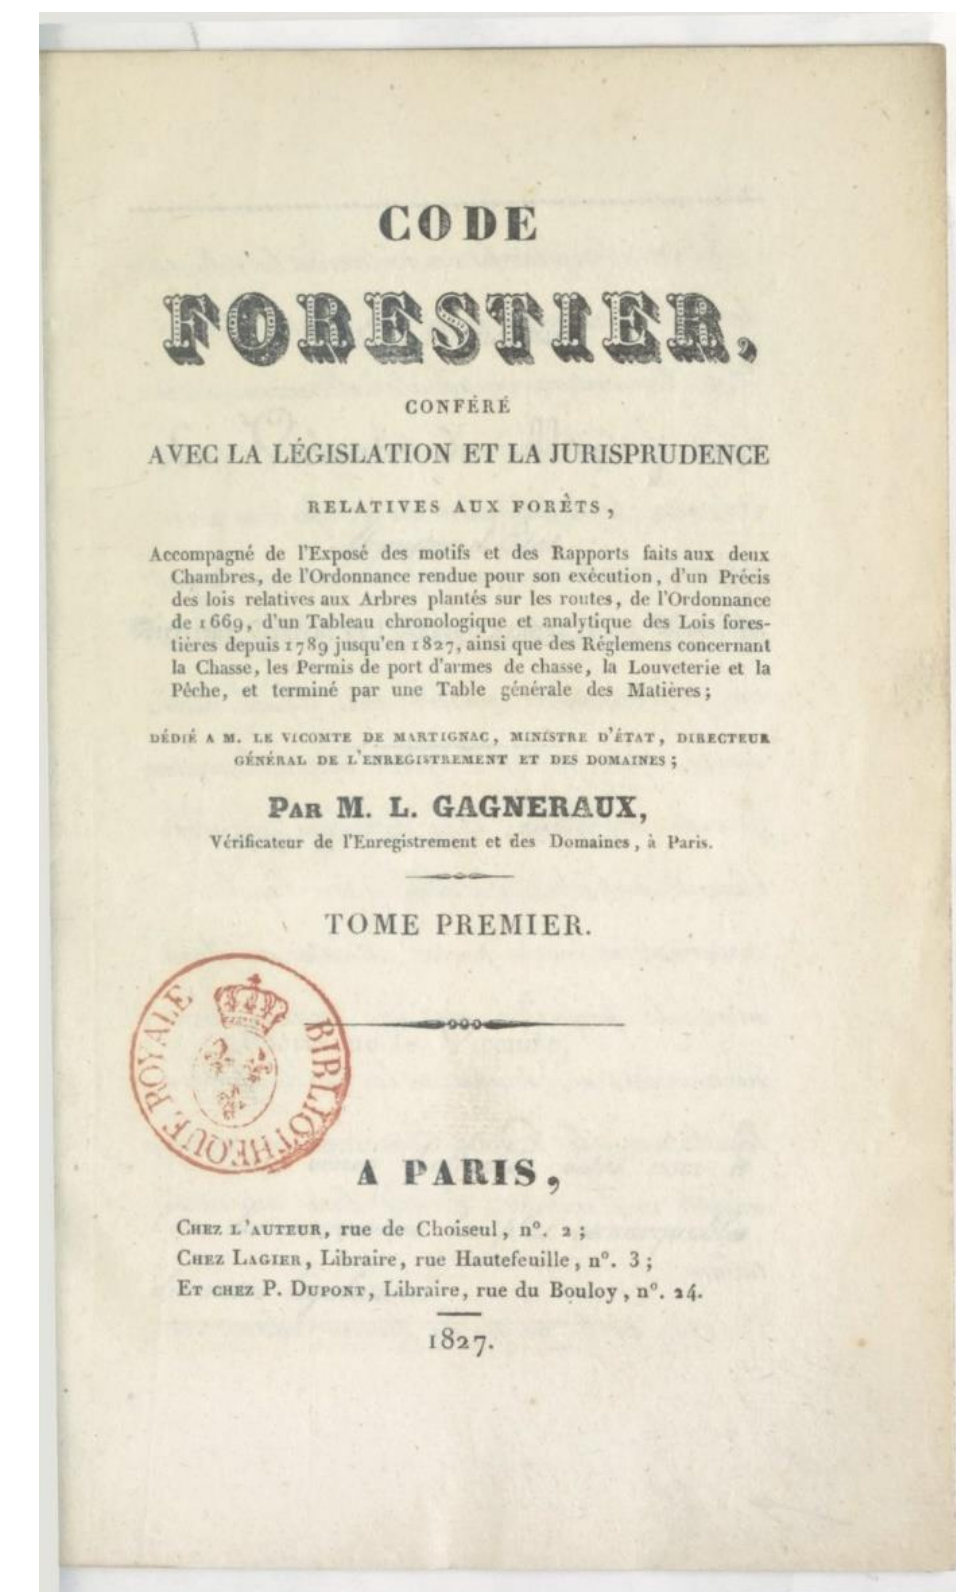 CODE
FORESTIER,
CONFÉRÉ
AVEC LA LÉGISLATION ET LA JURISPRUDENCE
RELATIVES AUX FORÊTS,
Accompagné de l'Exposé des motifs et des Rapports faits aux deux
Chambres, de l'Ordonnance rendue pour son exécution, d'un Précis
des lois relatives aux Arbres plantés sur les routes, de l'Ordonnance
de 1669, d'un Tableau chronologique et analytique des Lois fores-
tières depuis 1789 jusqu'en 1827, ainsi que des Réglemens concernant
la Chasse, les Permis de port d'armes de chasse, la Louveterie et la
Pêche, et terminé par une Table générale des Matières;
DÉDIÉ A M. LE VICOMTE DE MARTIGNAC, MINISTRE D'ÉTAT, DIRECTEUR
GÉNÉRAL DE L'ENREGISTREMENT ET DES DOMAINES;
PAR M. L. GAGNERAUX,
Vérificateur de l'Enregistrement et des Domaines, à Paris.
TOME PREMIER.
BIBLIOTHEQUE ROYALE
A PARIS,
CHEZ L'AUTEUR, rue de Choiseul, nº. 2;
CHEZ LAGIER, Libraire, rue Hautefeuille, nº. 3;
ET CHEZ P. DUPONT, Libraire, rue du Bouloy, nº. 24.
1827.